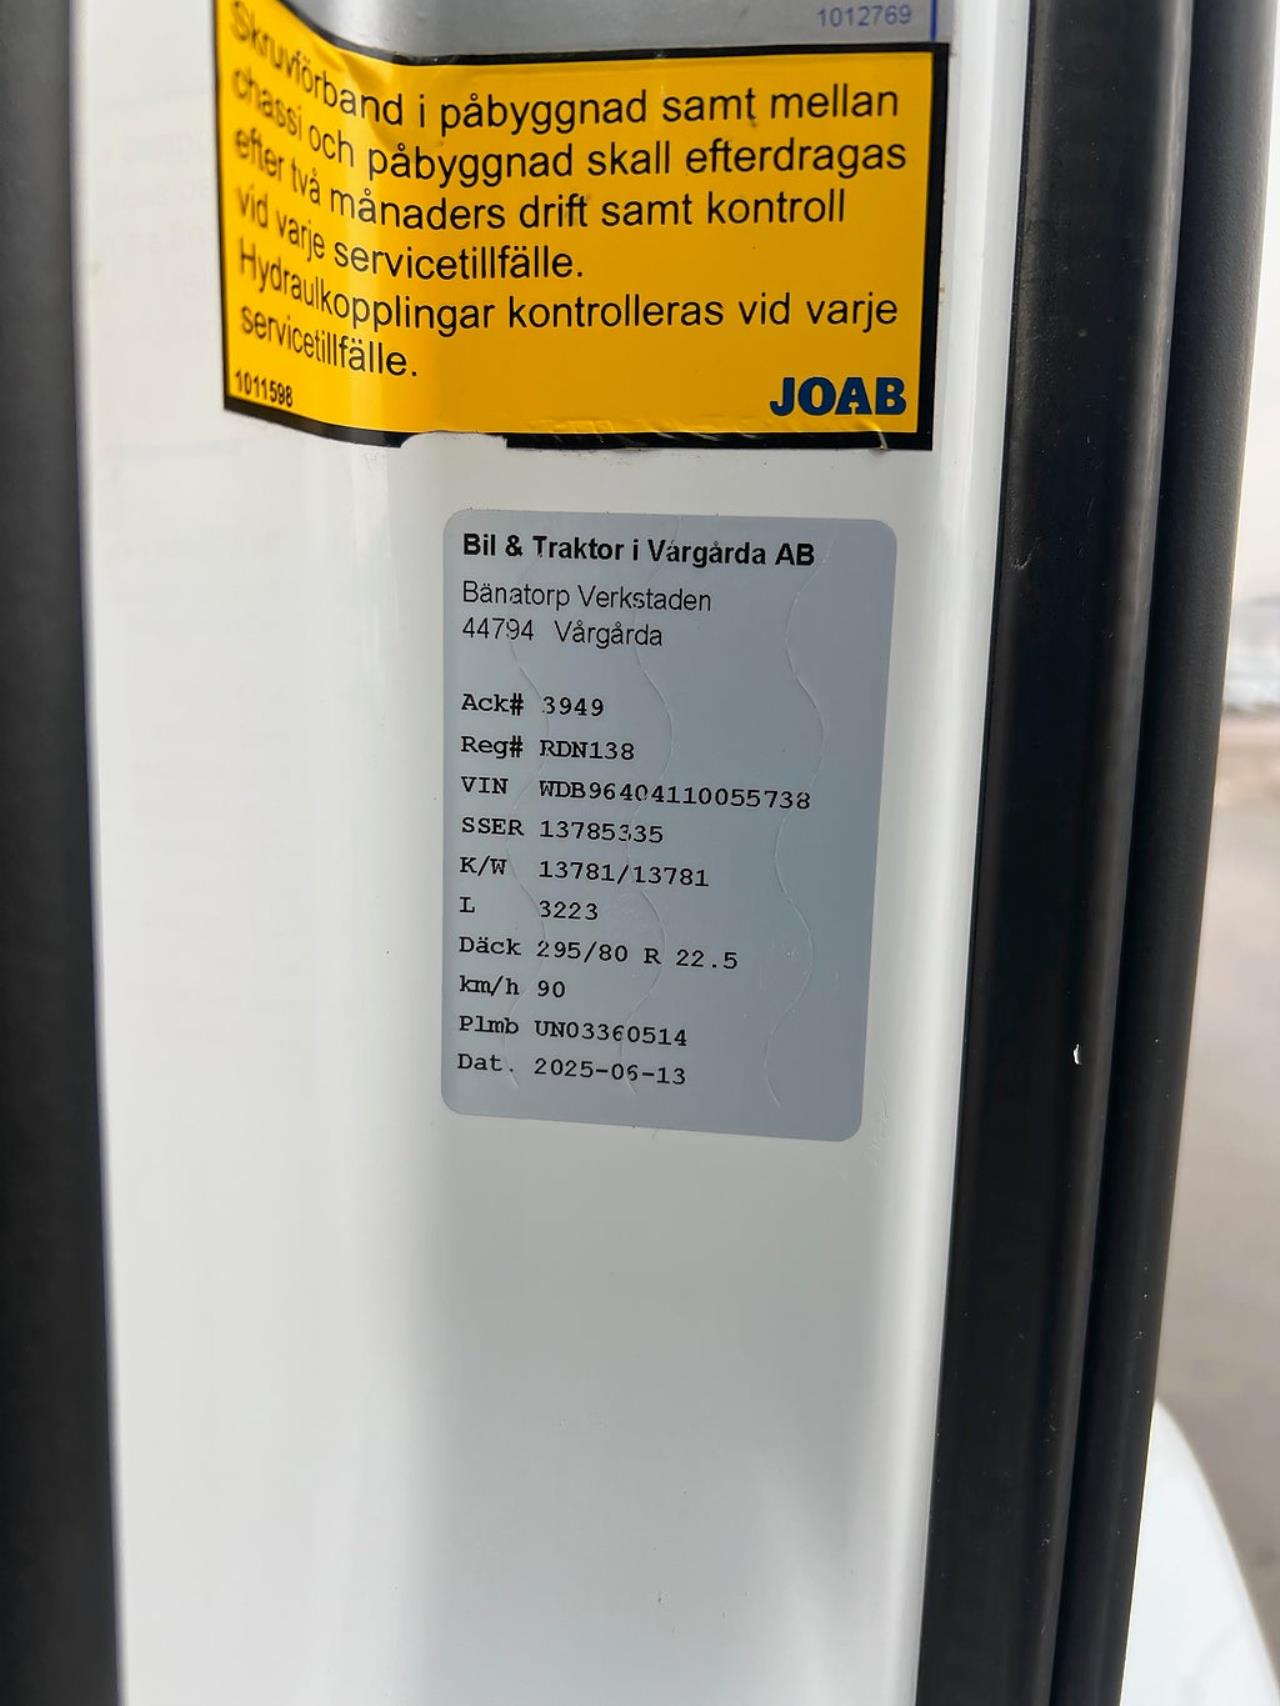 1012769
Skruvförband i påbyggnad samt mellan
chassi och påbyggnad skall efterdragas
efter två månaders drift samt kontroll
vid varje servicetillfälle.
Hydraulkopplingar kontrolleras vid varje
servicetillfälle.
1011598
JOAB
Bil & Traktor i Vårgårda AB
Bänatorp Verkstaden
44794 Vårgårda
Ack# 3949
Reg# RDN138
VIN WDB96404110055738
SSER 13785335
K/W 13781/13781
L 3223
Däck 295/80 R 22.5
km/h 90
Plmb UN03360514
Dat. 2025-06-13